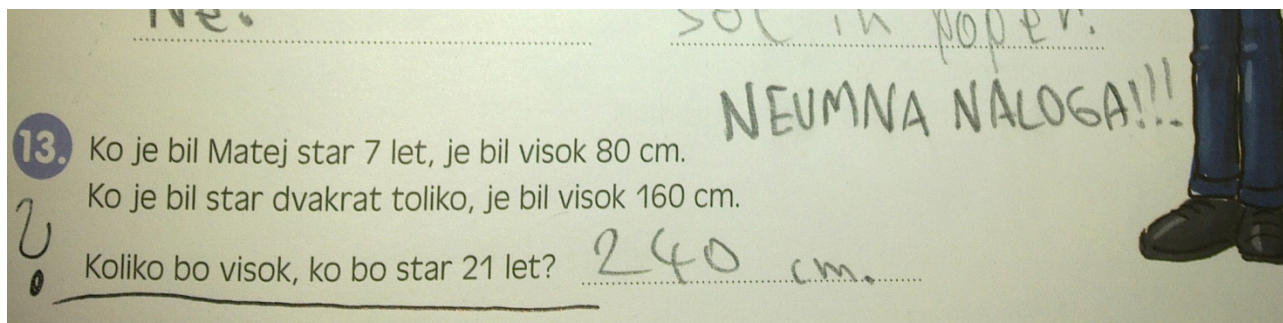 Ne.
sol in poper.
NEUMNA NALOGA!!!
13. Ko je bil Matej star 7 let, je bil visok 80 cm.
Ko je bil star dvakrat toliko, je bil visok 160 cm.
?
Koliko bo visok, ko bo star 21 let? 240 cm.